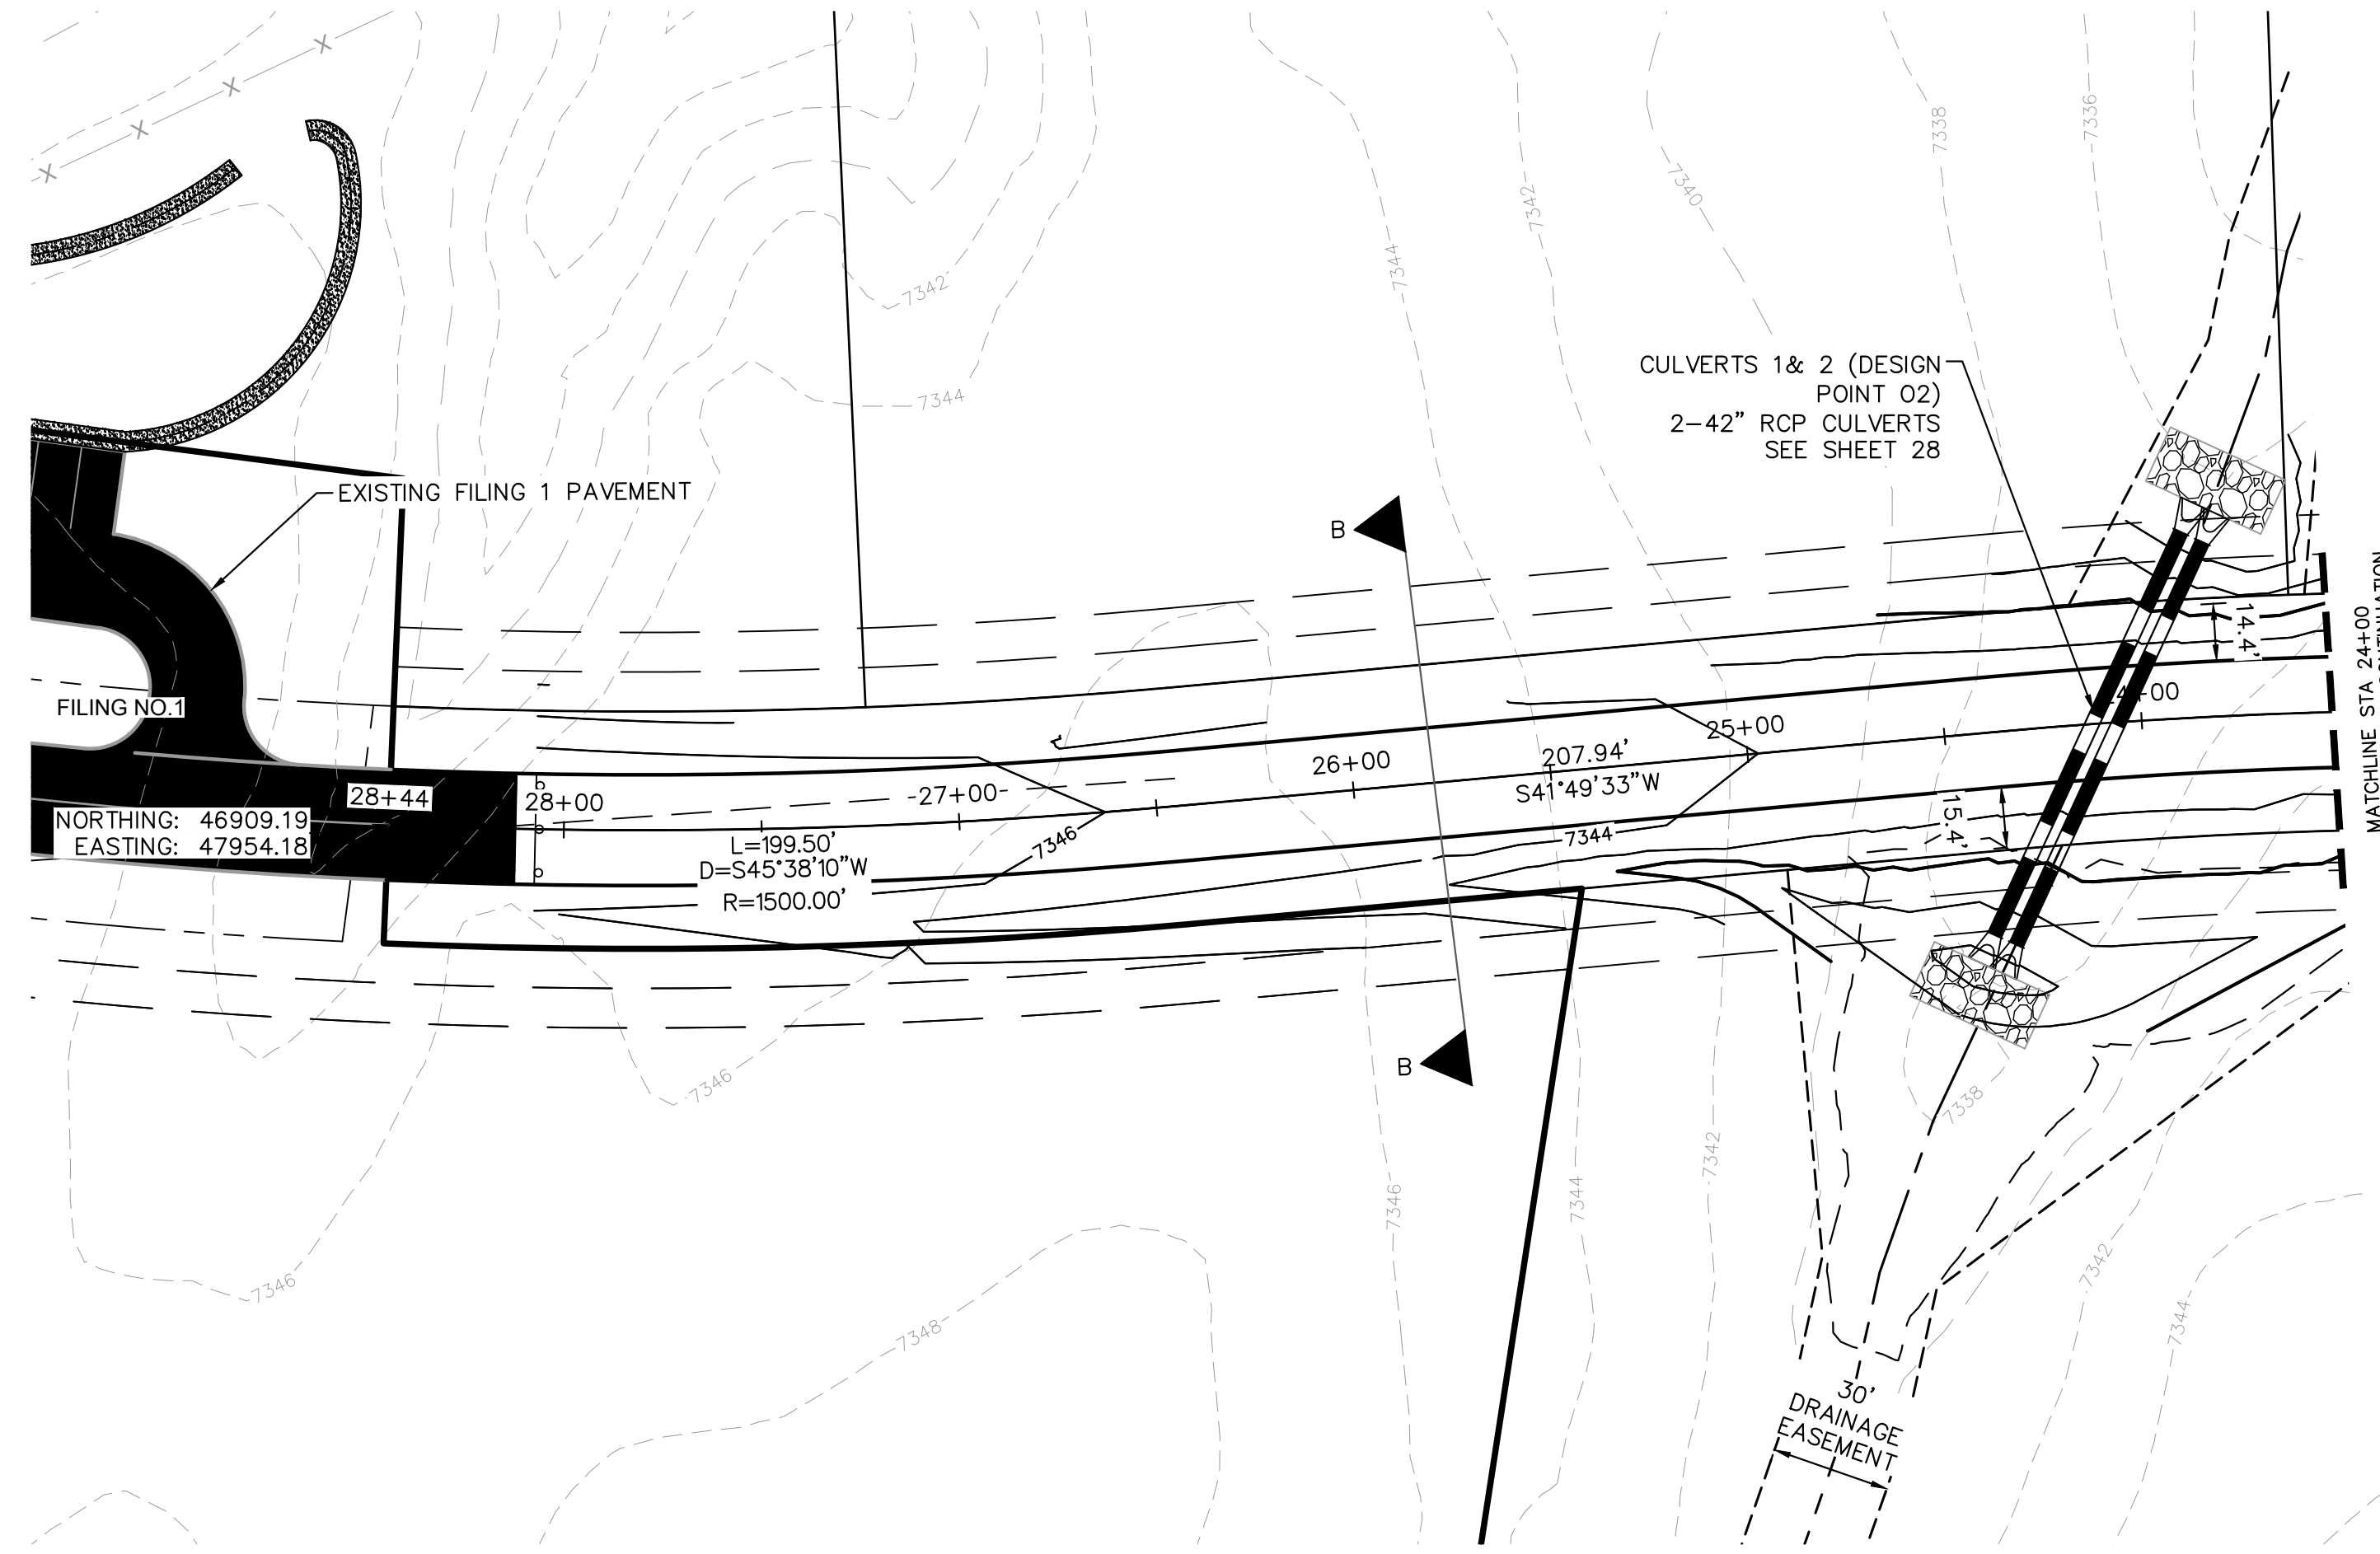 X
X
X
X
7338
7336
7340
7342
7344
7342
7344
CULVERTS 1& 2 (DESIGN
POINT 02)
2-42" RCP CULVERTS
SEE SHEET 28
EXISTING FILING 1 PAVEMENT
B
14.4'
MATCHLINE STA 24+00
FILING NO.1
25+00
26+00
207.94'
S41°49'33"W
28+44
28+00
27+00
15.4'
NORTHING: 46909.19
EASTING: 47954.18
L=199.50'
D=S45°38'10"W
R=1500.00'
7346
7344
B
7346
7338
7342
7346
7344
7342
7346
7348
7344
30'
DRAINAGE
EASEMENT